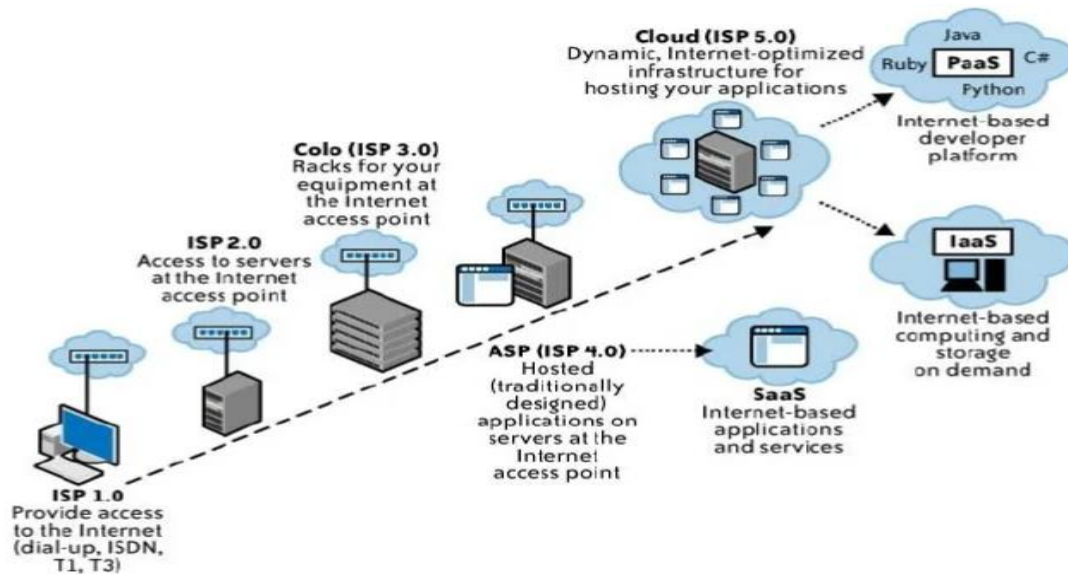 Cloud (ISP 5.0)
Dynamic, Internet-optimized
infrastructure for
hosting your applications
Java
Ruby
PaaS
C#
Python
Internet-based
developer
platform
Colo (ISP 3.0)
Racks for your
equipment at
the Internet
access point
ISP 2.0
Access to servers
at the Internet
access point
IaaS
Internet-based
computing and
storage
on demand
ASP (ISP 4.0)
Hosted
(traditionally
designed)
applications on
servers at the
Internet
access point
SaaS
Internet-based
applications
and services
ISP 1.0
Provide access
to the Internet
(dial-up, ISDN,
T1, T3)